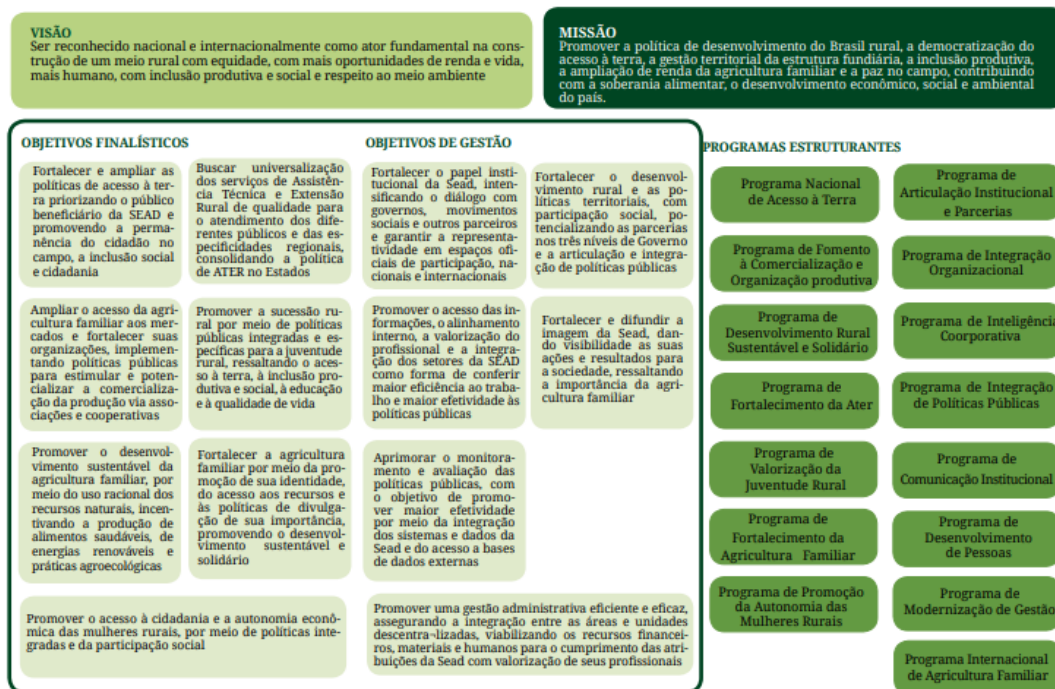 VISÃO
Ser reconhecido nacional e internacionalmente como ator fundamental na cons-
trução de um meio rural com equidade, com mais oportunidades de renda e vida,
mais humano, com inclusão produtiva e social e respeito ao meio ambiente
MISSÃO
Promover a política de desenvolvimento do Brasil rural, a democratização do
acesso à terra, a gestão territorial da estrutura fundiária, a inclusão produtiva,
a ampliação de renda da agricultura familiar e a paz no campo, contribuindo
com a soberania alimentar, o desenvolvimento econômico, social e ambiental
do país.
OBJETIVOS FINALÍSTICOS
Fortalecer e ampliar as
políticas de acesso à ter-
ra priorizando o público
beneficiário da SEAD e
promovendo a perma-
nência do cidadão no
campo, a inclusão social
e cidadania
Buscar universalização
dos serviços de Assistên-
cia Técnica e Extensão
Rural de qualidade para
o atendimento dos dife-
rentes públicos e das es-
pecificidades regionais,
consolidando a política
de ATER no Estados
Ampliar o acesso da agri-
cultura familiar aos mer-
cados e fortalecer suas
organizações, implemen-
tando políticas públicas
para estimular e poten-
cializar a comercializa-
ção da produção via asso-
ciações e cooperativas
Promover a sucessão ru-
ral por meio de políticas
públicas integradas e es-
pecíficas para a juventude
rural, ressaltando o aces-
so à terra, à inclusão pro-
dutiva e social, à educação
e à qualidade de vida
Promover o desenvol-
vimento sustentável da
agricultura familiar, por
meio do uso racional dos
recursos naturais, incen-
tivando a produção de
alimentos saudáveis, de
energias renováveis e
práticas agroecológicas
Fortalecer a agricultura
familiar por meio da pro-
moção de sua identidade,
do acesso aos recursos e
às políticas de divulga-
ção de sua importância,
promovendo o desenvol-
vimento sustentável e
solidário
Promover o acesso à cidadania e a autonomia econô-
mica das mulheres rurais, por meio de políticas inte-
gradas e da participação social
OBJETIVOS DE GESTÃO
Fortalecer o papel insti-
tucional da Sead, inten-
sificando o diálogo com
governos, movimentos
sociais e outros parceiros
e garantir a representa-
tividade em espaços ofi-
ciais de participação, na-
cionais e internacionais
Fortalecer o desenvol-
vimento rural e as po-
líticas territoriais, com
participação social, po-
tencializando as parcerias
nos três níveis de Governo
e a articulação e integra-
ção de políticas públicas
Promover o acesso das in-
formações, o alinhamento
interno, a valorização do
profissional e a integra-
ção dos setores da SEAD
como forma de conferir
maior eficiência ao traba-
lho e maior efetividade às
políticas públicas
Fortalecer e difundir a
imagem da Sead, dan-
do visibilidade as suas
ações e resultados para
a sociedade, ressaltando
a importância da agri-
cultura familiar
Aprimorar o monitora-
mento e avaliação das
políticas públicas, com
o objetivo de promo-
ver maior efetividade
por meio da integração
dos sistemas e dados da
Sead e do acesso a bases
de dados externas
Promover uma gestão administrativa eficiente e eficaz,
assegurando a integração entre as áreas e unidades
descentra¬lizadas, viabilizando os recursos financei-
ros, materiais e humanos para o cumprimento das atri-
buições da Sead com valorização de seus profissionais
PROGRAMAS ESTRUTURANTES
Programa Nacional
de Acesso à Terra
Programa de Fomento
à Comercialização e
Organização produtiva
Programa de
Desenvolvimento Rural
Sustentável e Solidário
Programa de
Fortalecimento da Ater
Programa de
Valorização da
Juventude Rural
Programa de
Fortalecimento da
Agricultura Familiar
Programa de Promoção
da Autonomia das
Mulheres Rurais
Programa de
Articulação Institucional
e Parcerias
Programa de Integração
Organizacional
Programa de Inteligência
Coorporativa
Programa de Integração
de Políticas Públicas
Programa de
Comunicação Institucional
Programa de
Desenvolvimento
de Pessoas
Programa de
Modernização de Gestão
Programa Internacional
de Agricultura Familiar